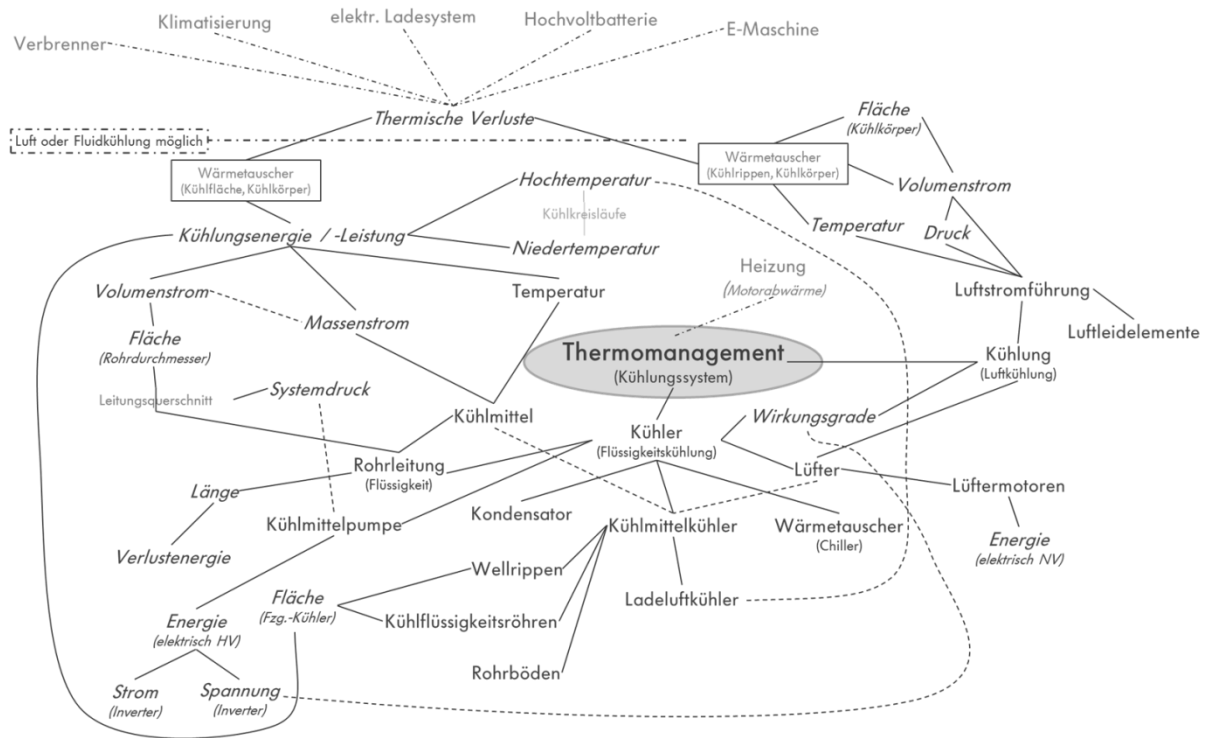 Klimatisierung
elektr. Ladesystem
Hochvoltbatterie
Verbrenner
E-Maschine
Thermische Verluste
Fläche
(Kühlkörper)
Luft oder Fluidkühlung möglich
Wärmetauscher
(Kühlfläche, Kühlkörper)
Wärmetauscher
(Kühlrippen, Kühlkörper)
Hochtemperatur
Volumenstrom
Kühlkreisläufe
Kühlungsenergie / -Leistung
Niedertemperatur
Temperatur
Druck
Volumenstrom
Temperatur
Heizung
(Motorabwärme)
Luftstromführung
Massenstrom
Luftleidelemente
Fläche
(Rohrdurchmesser)
Thermomanagement
(Kühlungssystem)
Kühlung
(Luftkühlung)
Leitungsquerschnitt
Systemdruck
Kühlmittel
Kühler
(Flüssigkeitskühlung)
Wirkungsgrade
Rohrleitung
(Flüssigkeit)
Lüfter
Länge
Lüftermotoren
Kühlmittelpumpe
Kondensator
Kühlmittelkühler
Wärmetauscher
(Chiller)
Energie
(elektrisch NV)
Verlustenergie
Wellrippen
Fläche
(Fzg.-Kühler)
Ladeluftkühler
Energie
(elektrisch HV)
Kühlflüssigkeitsröhren
Rohrböden
Strom
(Inverter)
Spannung
(Inverter)